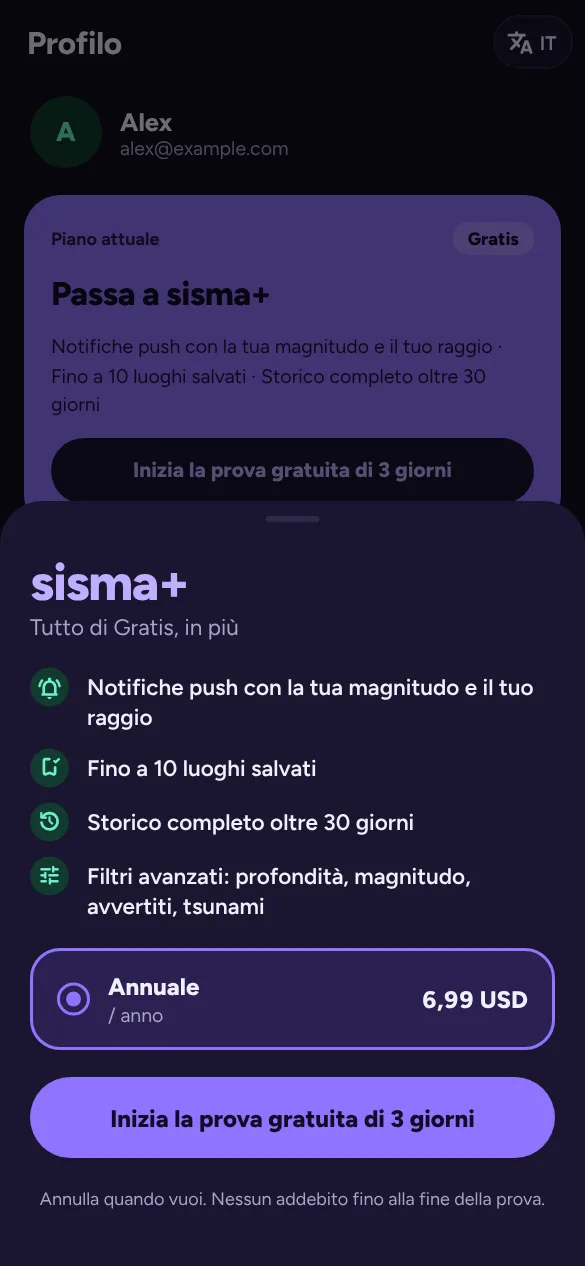 Profilo
IT
A
Alex
alex@example.com
Piano attuale
Gratis
Passa a sisma+
Notifiche push con la tua magnitudo e il tuo raggio ·
Fino a 10 luoghi salvati · Storico completo oltre 30
giorni
Inizia la prova gratuita di 3 giorni
sisma+
Tutto di Gratis, in più
Notifiche push con la tua magnitudo e il tuo
raggio
Fino a 10 luoghi salvati
Storico completo oltre 30 giorni
Filtri avanzati: profondità, magnitudo,
avvertiti, tsunami
Annuale
/ anno
6,99 USD
Inizia la prova gratuita di 3 giorni
Annulla quando vuoi. Nessun addebito fino alla fine della prova.